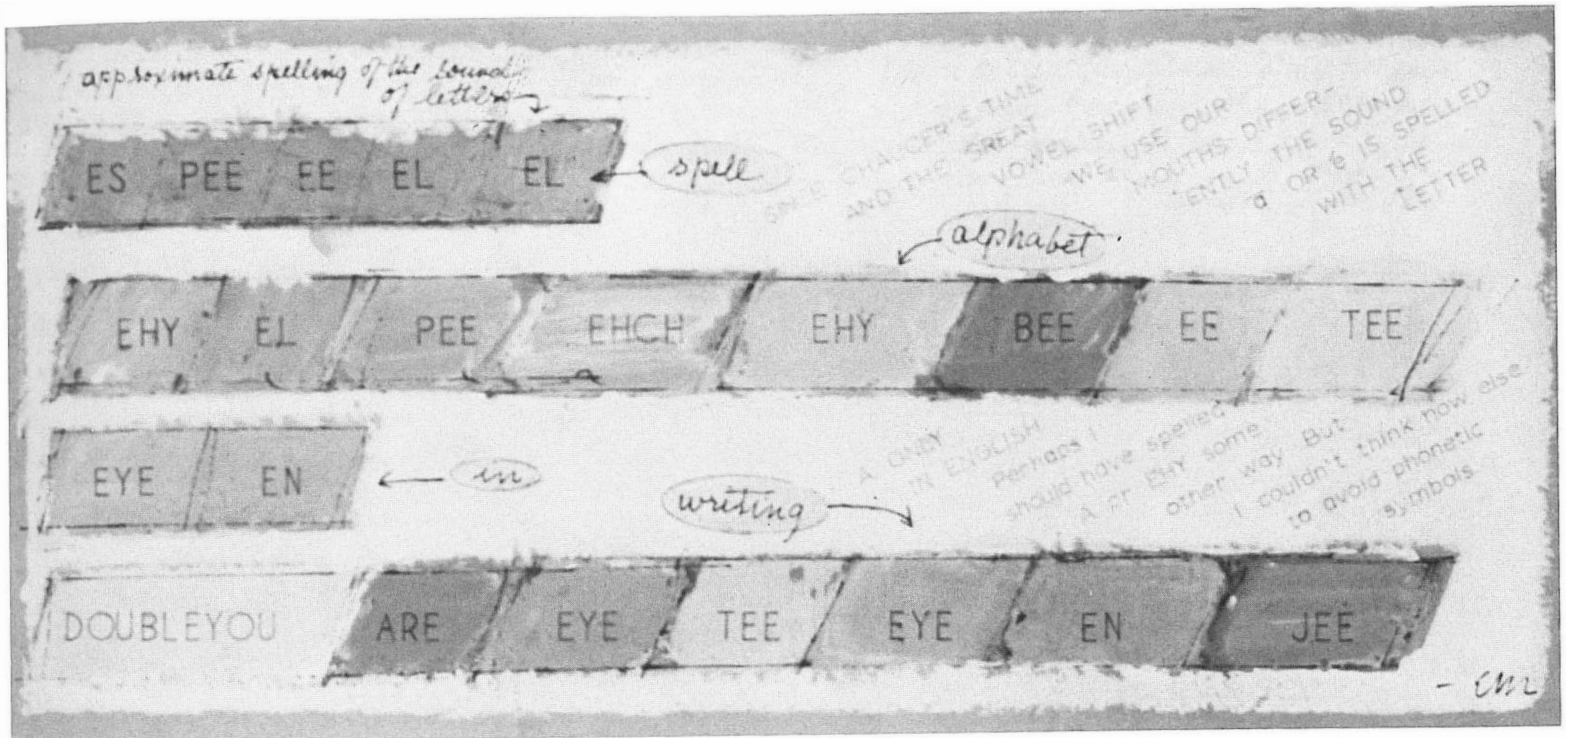 approximate spelling of the sound
of letters
ES PEE EE EL EL
spell
SINCE CHAUCER'S TIME
AND THE GREAT
VOWEL SHIFT
WE USE OUR
MOUTHS DIFFER-
ENTLY THE SOUND
a OR e IS SPELLED
WITH THE
LETTER
alphabet
EHY EL PEE EHCH EHY BEE EE TEE
A ONLY
IN ENGLISH
Perhaps I
should have spelled
A or EHY some
other way But
I couldn't think how else
to avoid phonetic
symbols
EYE EN
in
writing
DOUBLEYOU ARE EYE TEE EYE EN JEE